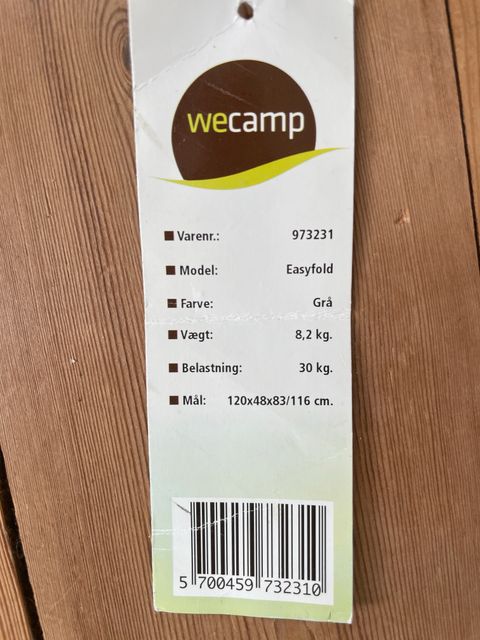 wecamp
Varenr.: 973231
Model: Easyfold
Farve: Grå
Vægt: 8,2 kg.
Belastning: 30 kg.
Mål: 120x48x83/116 cm.
5 700459 732310